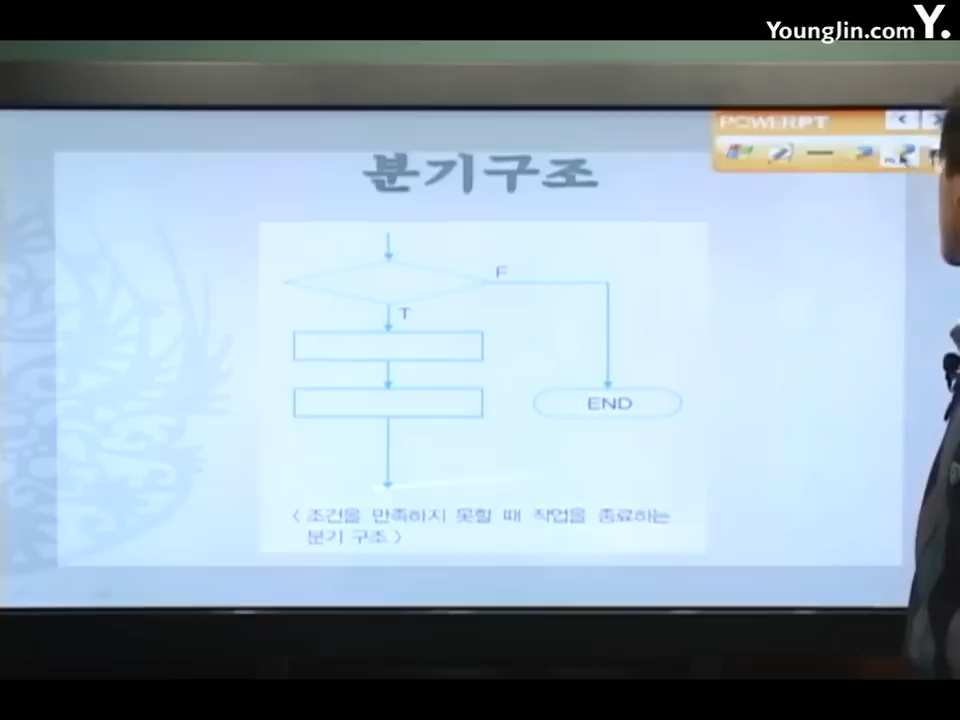 YoungJin.com Y.
POWERPT
분기구조
F
T
END
< 조건을 만족하지 못할 때 작업을 종료하는
분기 구조 >